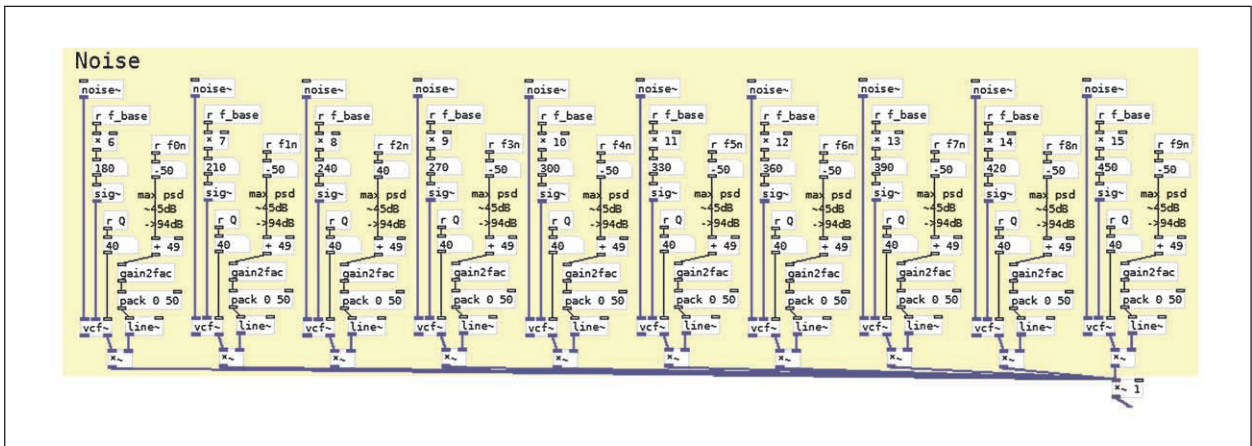 Noise
noise~ noise~ noise~ noise~ noise~ noise~ noise~ noise~ noise~ noise~
r f_base r f_base r f_base r f_base r f_base r f_base r f_base r f_base r f_base r f_base
× 6 r f0n × 7 r f1n × 8 r f2n × 9 r f3n × 10 r f4n × 11 r f5n × 12 r f6n × 13 r f7n × 14 r f8n × 15 r f9n
180 -50 210 -50 240 40 270 -50 300 -50 330 -50 360 -50 390 -50 420 -50 450 -50
sig~ max psd sig~ max psd sig~ max psd sig~ max psd sig~ max psd sig~ max psd sig~ max psd sig~ max psd sig~ max psd sig~ max psd
~45dB ~45dB ~45dB ~45dB ~45dB ~45dB ~45dB ~45dB ~45dB ~45dB
r Q ->94dB r Q ->94dB r Q ->94dB r Q ->94dB r Q ->94dB r Q ->94dB r Q ->94dB r Q ->94dB r Q ->94dB r Q ->94dB
40 + 49 40 + 49 40 + 49 40 + 49 40 + 49 40 + 49 40 + 49 40 + 49 40 + 49 40 + 49
gain2fac gain2fac gain2fac gain2fac gain2fac gain2fac gain2fac gain2fac gain2fac gain2fac
pack 0 50 pack 0 50 pack 0 50 pack 0 50 pack 0 50 pack 0 50 pack 0 50 pack 0 50 pack 0 50 pack 0 50
vcf~ line~ vcf~ line~ vcf~ line~ vcf~ line~ vcf~ line~ vcf~ line~ vcf~ line~ vcf~ line~ vcf~ line~ vcf~ line~
×~ ×~ ×~ ×~ ×~ ×~ ×~ ×~ ×~ ×~
×~ 1